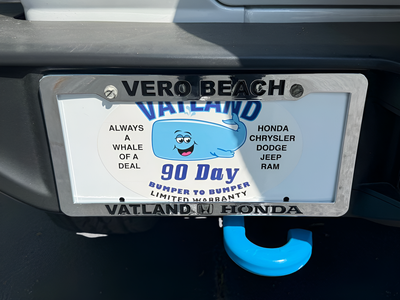 VERO BEACH
VATLAND
ALWAYS
A
WHALE
OF A
DEAL
HONDA
CHRYSLER
DODGE
JEEP
RAM
90 Day
BUMPER TO BUMPER
LIMITED WARRANTY
VATLAND HONDA